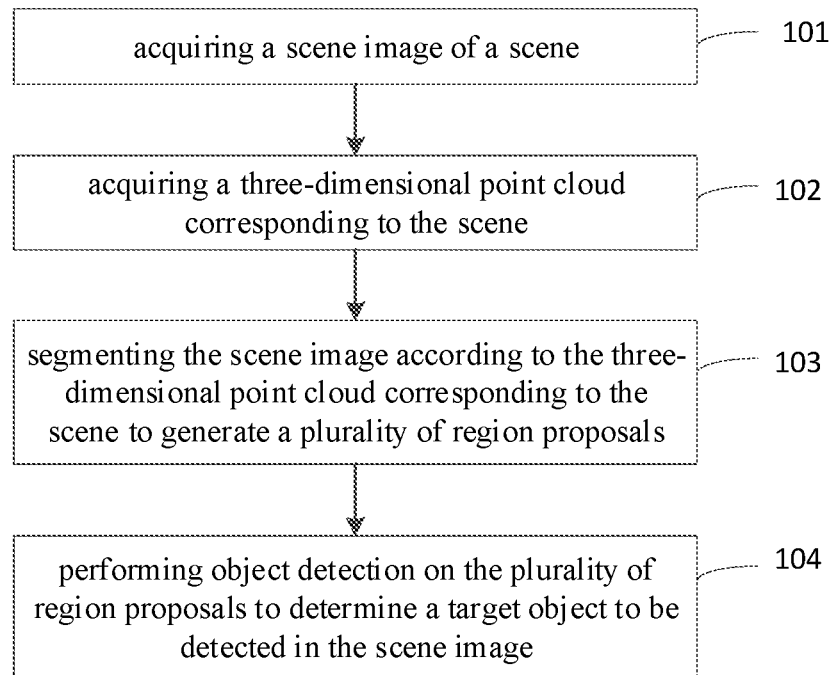 acquiring a scene image of a scene
101
acquiring a three-dimensional point cloud
corresponding to the scene
102
segmenting the scene image according to the three-
dimensional point cloud corresponding to the
scene to generate a plurality of region proposals
103
performing object detection on the plurality of
region proposals to determine a target object to be
detected in the scene image
104